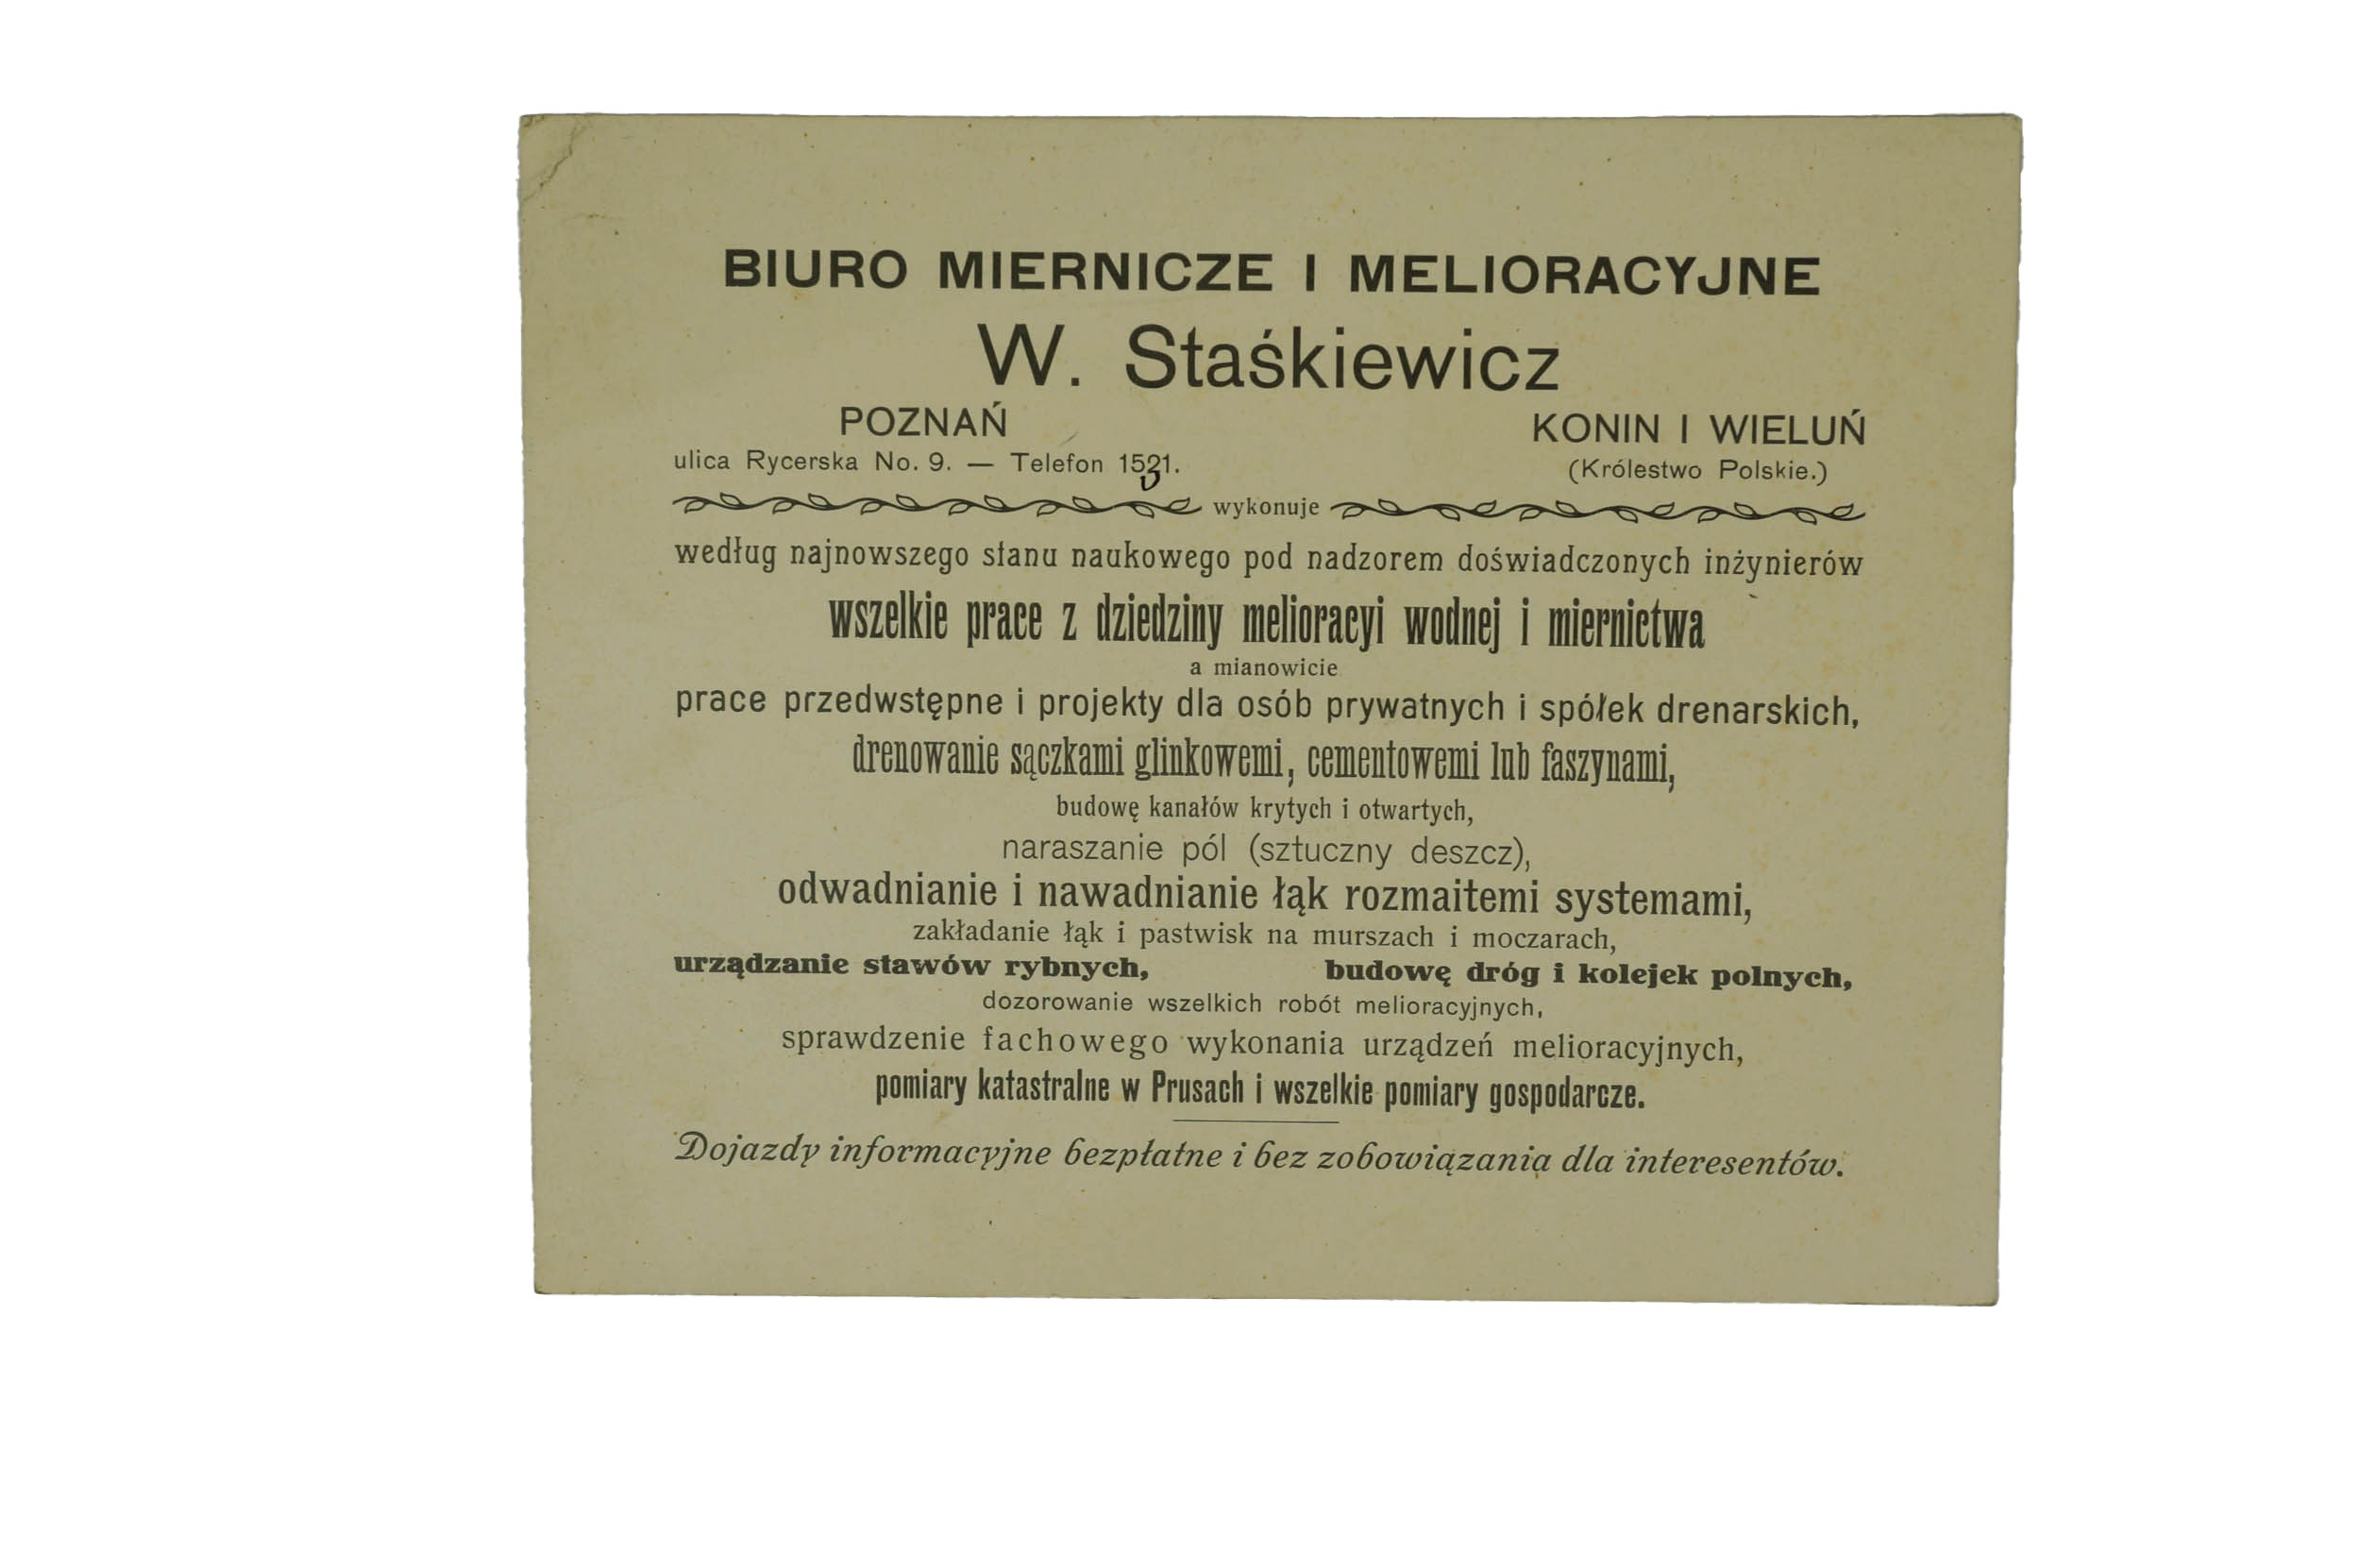 BIURO MIERNICZE I MELIORACYJNE
W. Staśkiewicz
POZNAŃ
ulica Rycerska No. 9. — Telefon 1531.
KONIN I WIELUŃ
(Królestwo Polskie.)
wykonuje
według najnowszego stanu naukowego pod nadzorem doświadczonych inżynierów
wszelkie prace z dziedziny melioracyi wodnej i miernictwa
a mianowicie
prace przedwstępne i projekty dla osób prywatnych i spółek drenarskich,
drenowanie sączkami glinkowemi, cementowemi lub faszynami,
budowę kanałów krytych i otwartych,
naraszanie pól (sztuczny deszcz),
odwadnianie i nawadnianie łąk rozmaitemi systemami,
zakładanie łąk i pastwisk na murszach i moczarach,
urządzanie stawów rybnych, budowę dróg i kolejek polnych,
dozorowanie wszelkich robót melioracyjnych,
sprawdzenie fachowego wykonania urządzeń melioracyjnych,
pomiary katastralne w Prusach i wszelkie pomiary gospodarcze.
Dojazdy informacyjne bezpłatne i bez zobowiązania dla interesentów.